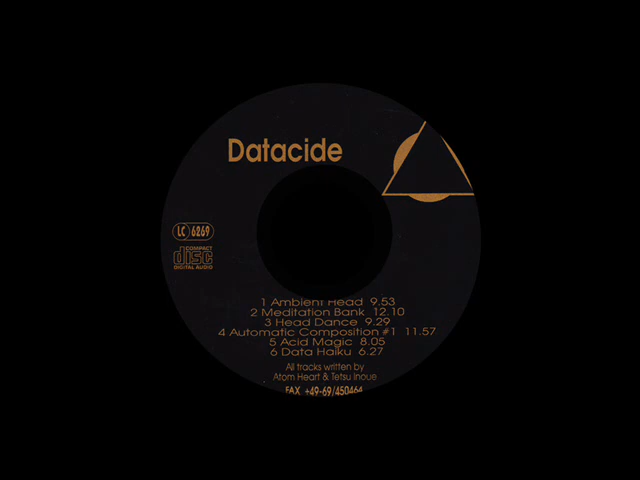 Datacide
LC 6269
COMPACT
disc
DIGITAL AUDIO
1 Ambient Head 9.53
2 Meditation Bank 12.10
3 Head Dance 9.29
4 Automatic Composition #1 11.57
5 Acid Magic 8.05
6 Data Haiku 6.27
All tracks written by
Atom Heart & Tetsu Inoue
FAX +49-69/450464